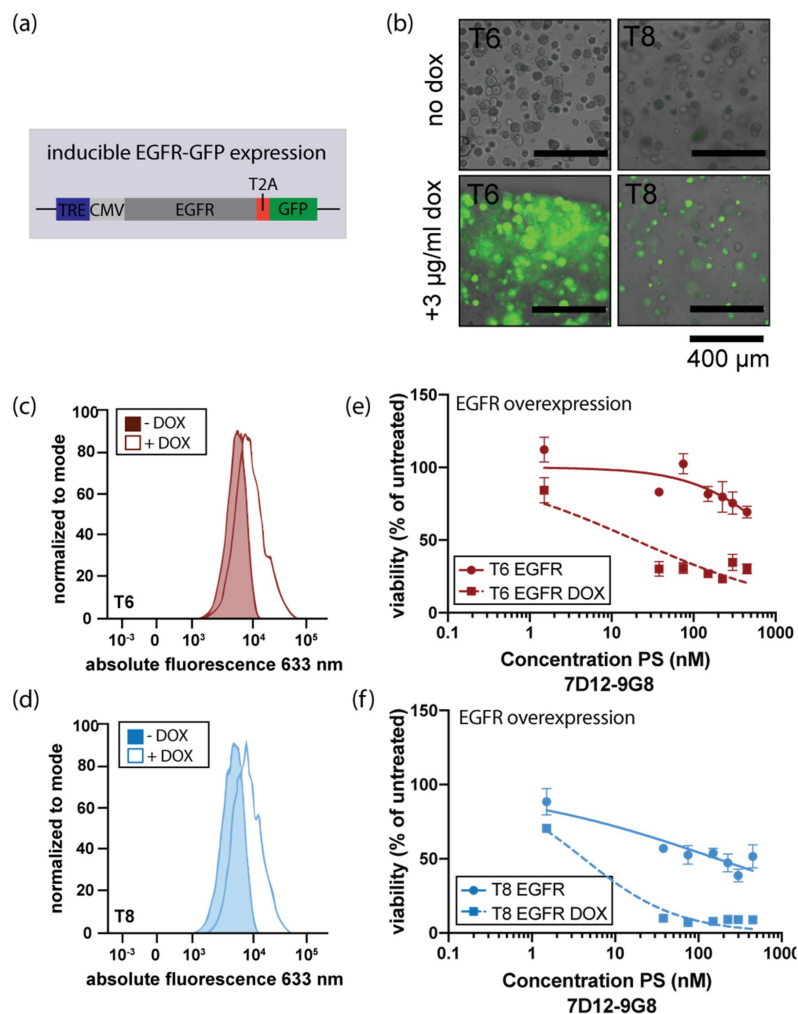 (a)
inducible EGFR-GFP expression
T2A
TRE CMV EGFR GFP
(b)
T6 T8
no dox
T6 T8
+3 µg/ml dox
400 µm
(c)
100
80
60
40
20
0
normalized to mode
- DOX
+ DOX
T6
10-3 0 103 104 105
absolute fluorescence 633 nm
(e)
EGFR overexpression
150
100
50
0
viability (% of untreated)
T6 EGFR
T6 EGFR DOX
0.1 1 10 100 1000
Concentration PS (nM)
7D12-9G8
(d)
100
80
60
40
20
0
normalized to mode
- DOX
+ DOX
T8
10-3 0 103 104 105
absolute fluorescence 633 nm
(f)
EGFR overexpression
150
100
50
0
viability (% of untreated)
T8 EGFR
T8 EGFR DOX
0.1 1 10 100 1000
Concentration PS (nM)
7D12-9G8